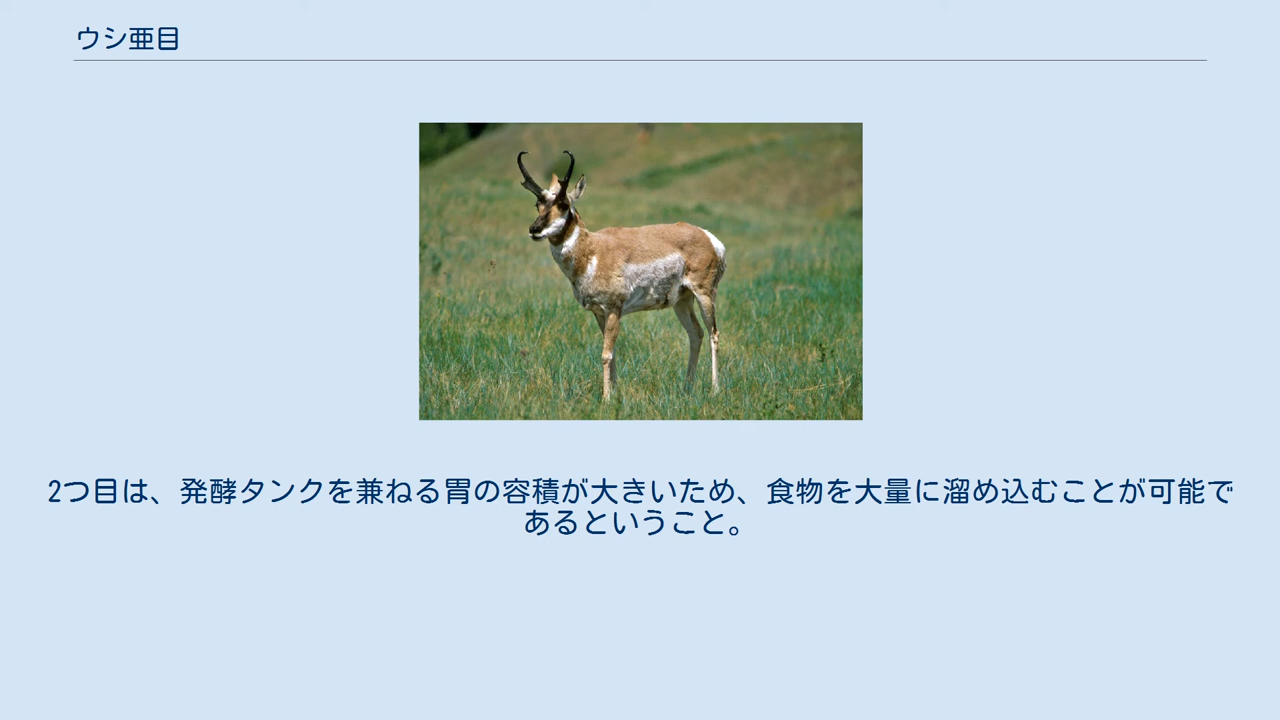 ウシ亜目
2つ目は、発酵タンクを兼ねる胃の容積が大きいため、食物を大量に溜め込むことが可能で
あるということ。